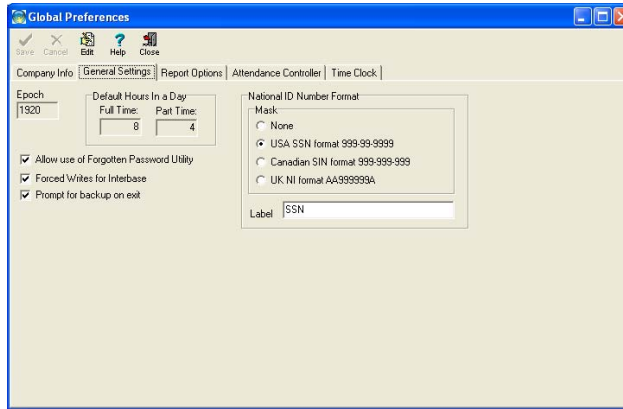 Global Preferences
Save Cancel Edit Help Close
Company Info General Settings Report Options Attendance Controller Time Clock
Epoch
1920
Default Hours In a Day
Full Time: Part Time:
8 4
Allow use of Forgotten Password Utility
Forced Writes for Interbase
Prompt for backup on exit
National ID Number Format
Mask
None
USA SSN format 999-99-9999
Canadian SIN format 999-999-999
UK NI format AA999999A
Label SSN